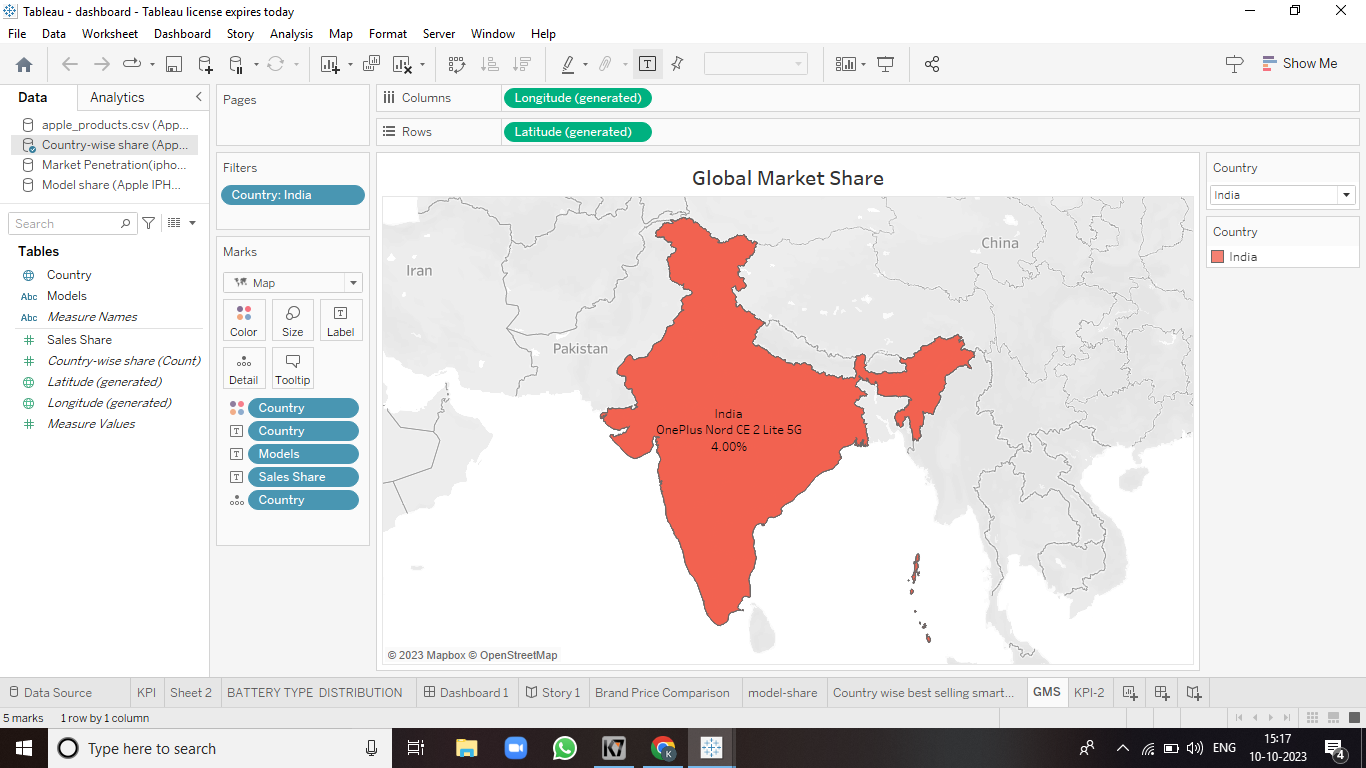 Tableau - dashboard - Tableau license expires today
File Data Worksheet Dashboard Story Analysis Map Format Server Window Help
Show Me
Data Analytics
apple_products.csv (App...
Country-wise share (App...
Market Penetration(ipho...
Model share (Apple IPH...
Search
Tables
Country
Abc Models
Abc Measure Names
Sales Share
Country-wise share (Count)
Latitude (generated)
Longitude (generated)
Measure Values
Pages
Filters
Country: India
Marks
Map
Color Size Label
Detail Tooltip
Country
Country
Models
Sales Share
Country
Columns Longitude (generated)
Rows Latitude (generated)
Global Market Share
Iran
China
Pakistan
India
OnePlus Nord CE 2 Lite 5G
4.00%
© 2023 Mapbox © OpenStreetMap
Country
India
Country
India
Data Source KPI Sheet 2 BATTERY TYPE DISTRIBUTION Dashboard 1 Story 1 Brand Price Comparison model-share Country wise best selling smart... GMS KPI-2
5 marks 1 row by 1 column
Type here to search
ENG
15:17
10-10-2023
4